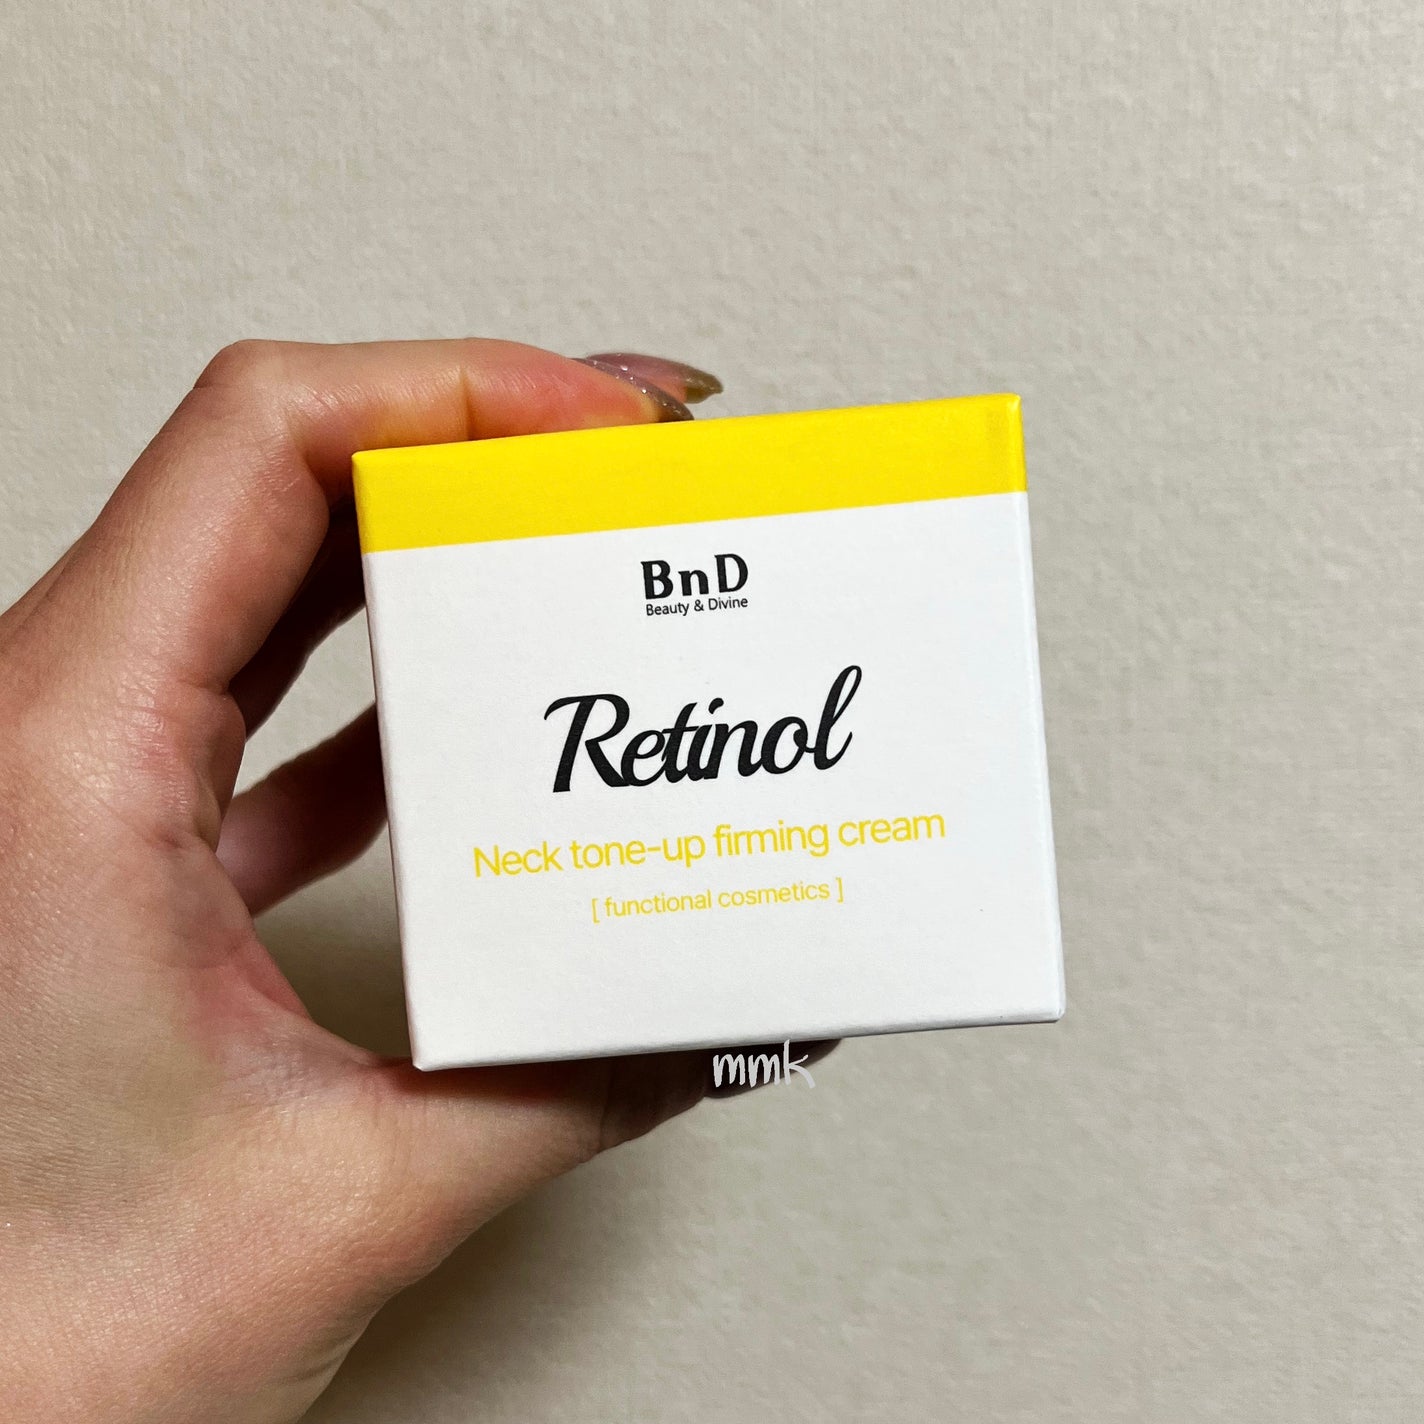 BnD
Beauty & Divine
Retinol
Neck tone-up firming cream
[ functional cosmetics ]
mmk